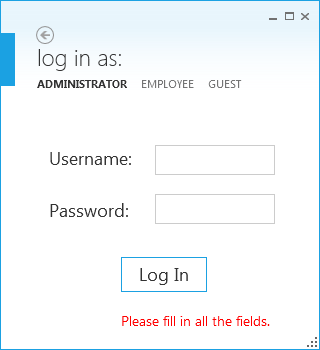 log in as:
ADMINISTRATOR EMPLOYEE GUEST
Username:
Password:
Log In
Please fill in all the fields.